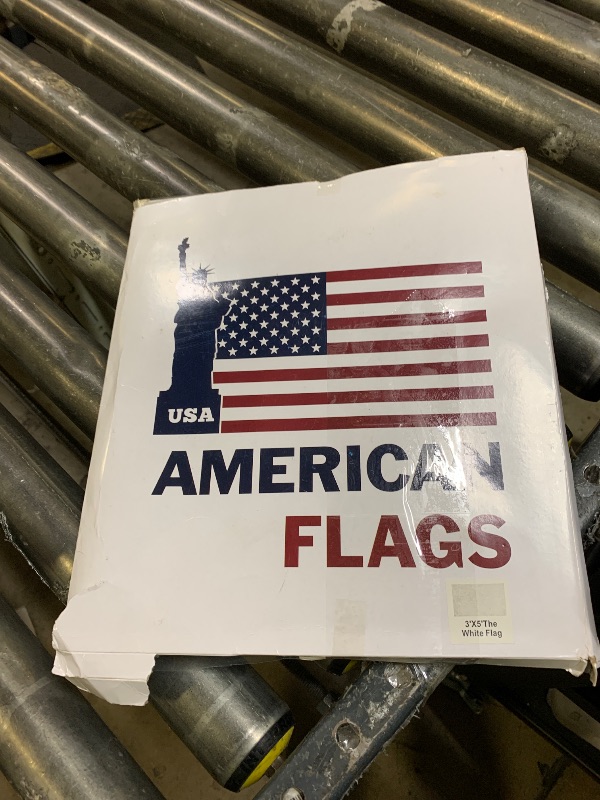 USA
AMERICAN
FLAGS
3'X5'The
White Flag